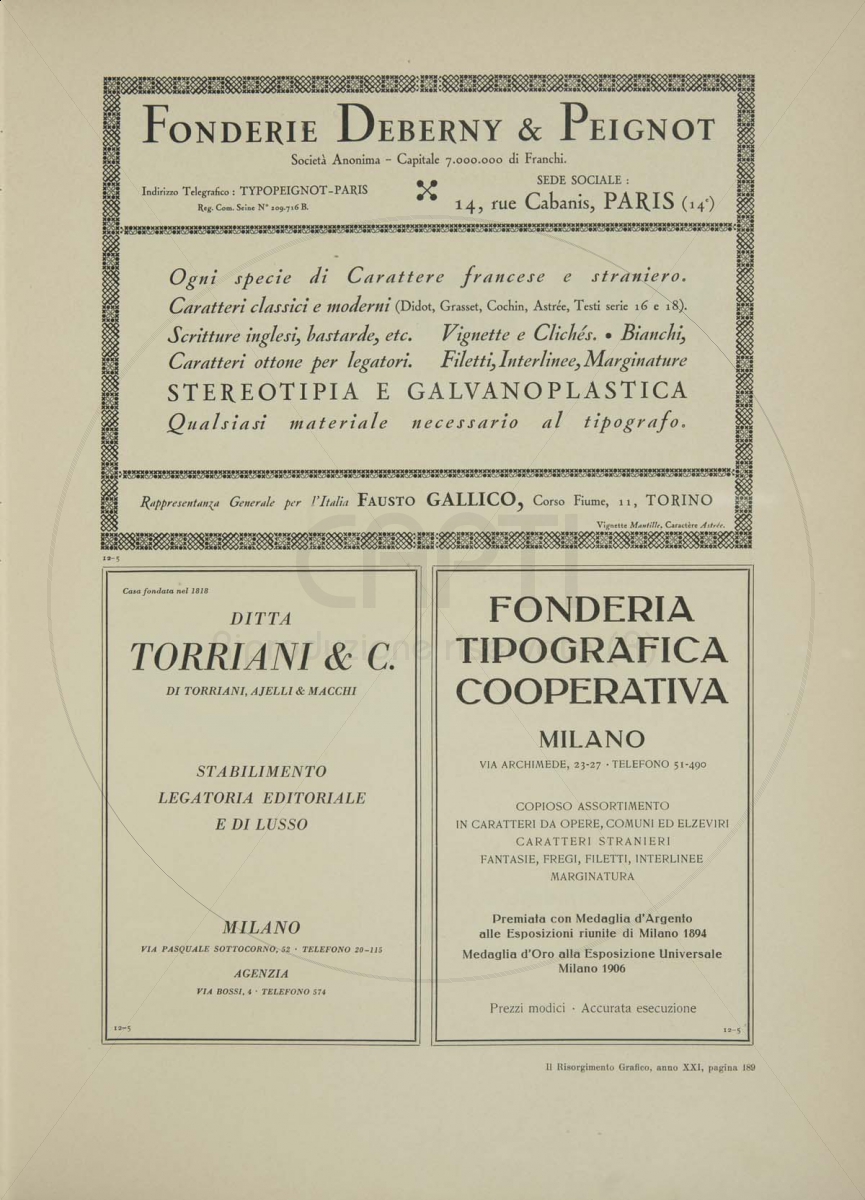 FONDERIE DEBERNY & PEIGNOT
Società Anonima – Capitale 7.000.000 di Franchi.
Indirizzo Telegrafico : TYPOPEIGNOT-PARIS
Reg. Com. Seine N° 209.716 B.
SEDE SOCIALE :
14, rue Cabanis, PARIS (14ᵉ)
Ogni specie di Carattere francese e straniero.
Caratteri classici e moderni (Didot, Grasset, Cochin, Astrée, Testi serie 16 e 18).
Scritture inglesi, bastarde, etc. Vignette e Clichés. • Bianchi,
Caratteri ottone per legatori. Filetti, Interlinee, Marginature
STEREOTIPIA E GALVANOPLASTICA
Qualsiasi materiale necessario al tipografo.
Rappresentanza Generale per l'Italia FAUSTO GALLICO, Corso Fiume, 11, TORINO
Vignette Mantille, Caractère Astrée.
12-5
Casa fondata nel 1818
DITTA
TORRIANI & C.
DI TORRIANI, AJELLI & MACCHI
STABILIMENTO
LEGATORIA EDITORIALE
E DI LUSSO
MILANO
VIA PASQUALE SOTTOCORNO, 52 · TELEFONO 20-115
AGENZIA
VIA BOSSI, 4 · TELEFONO 574
12-5
FONDERIA
TIPOGRAFICA
COOPERATIVA
MILANO
VIA ARCHIMEDE, 23-27 · TELEFONO 51-490
COPIOSO ASSORTIMENTO
IN CARATTERI DA OPERE, COMUNI ED ELZEVIRI
CARATTERI STRANIERI
FANTASIE, FREGI, FILETTI, INTERLINEE
MARGINATURA
Premiata con Medaglia d'Argento
alle Esposizioni riunite di Milano 1894
Medaglia d'Oro alla Esposizione Universale
Milano 1906
Prezzi modici · Accurata esecuzione
12-5
Il Risorgimento Grafico, anno XXI, pagina 189
CAPTI